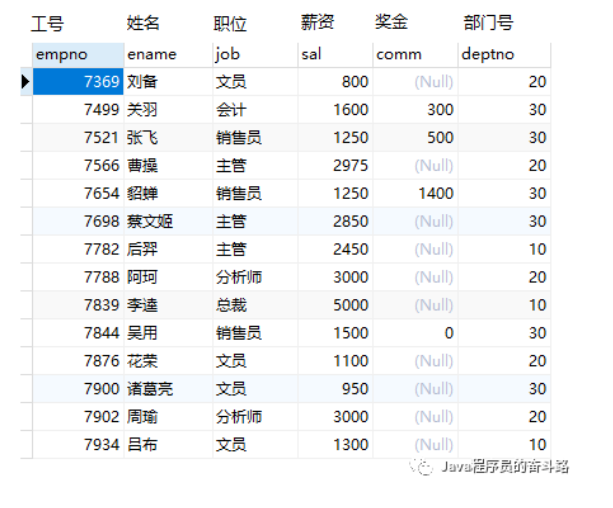 工号 姓名 职位 薪资 奖金 部门号
empno ename job sal comm deptno
7369 刘备 文员 800 (Null) 20
7499 关羽 会计 1600 300 30
7521 张飞 销售员 1250 500 30
7566 曹操 主管 2975 (Null) 20
7654 貂蝉 销售员 1250 1400 30
7698 蔡文姬 主管 2850 (Null) 30
7782 后羿 主管 2450 (Null) 10
7788 阿珂 分析师 3000 (Null) 20
7839 李逵 总裁 5000 (Null) 10
7844 吴用 销售员 1500 0 30
7876 花荣 文员 1100 (Null) 20
7900 诸葛亮 文员 950 (Null) 30
7902 周瑜 分析师 3000 (Null) 20
7934 吕布 文员 1300 (Null) 10
Java程序员的奋斗路